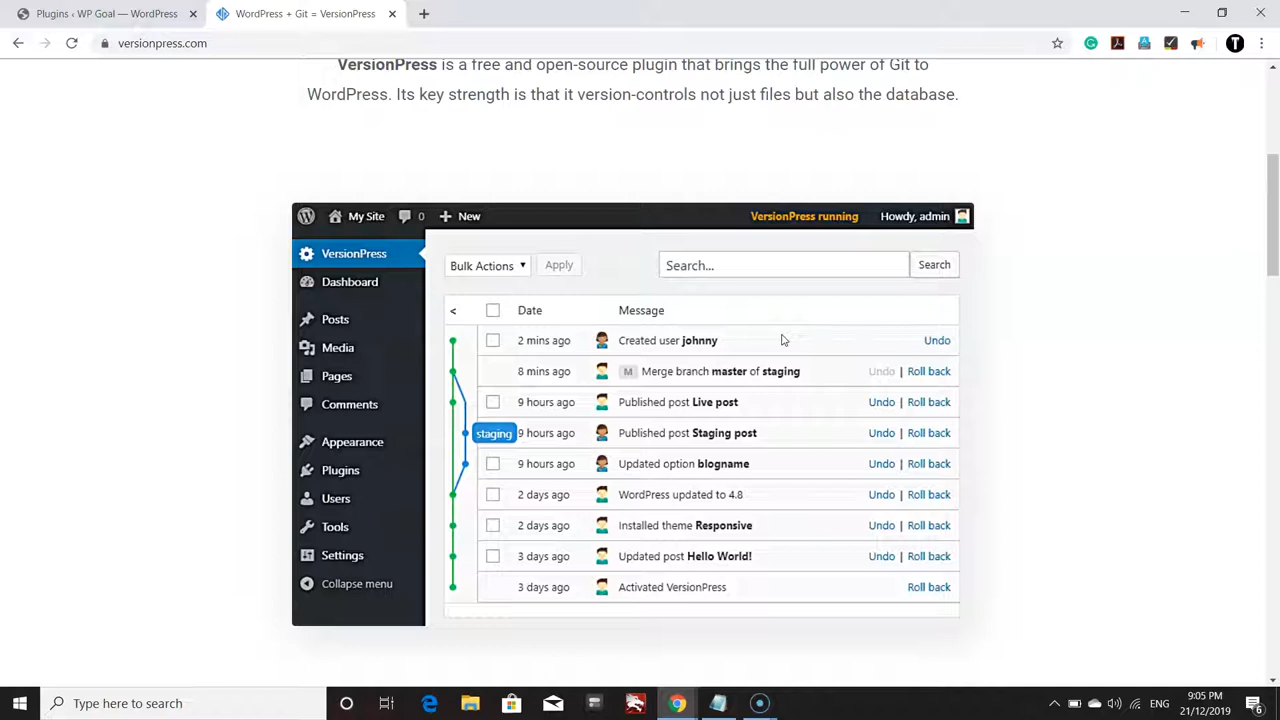 Plugins ‹ WP Goal — WordPress
WordPress + Git = VersionPress
versionpress.com
VersionPress is a free and open-source plugin that brings the full power of Git to
WordPress. Its key strength is that it version-controls not just files but also the database.
My Site 0 New VersionPress running Howdy, admin
VersionPress
Dashboard
Posts
Media
Pages
Comments
Appearance
Plugins
Users
Tools
Settings
Collapse menu
Bulk Actions Apply Search... Search
< Date Message
2 mins ago Created user johnny Undo
8 mins ago M Merge branch master of staging Undo | Roll back
9 hours ago Published post Live post Undo | Roll back
staging 9 hours ago Published post Staging post Undo | Roll back
9 hours ago Updated option blogname Undo | Roll back
2 days ago WordPress updated to 4.8 Undo | Roll back
2 days ago Installed theme Responsive Undo | Roll back
3 days ago Updated post Hello World! Undo | Roll back
3 days ago Activated VersionPress Roll back
Type here to search
ENG
9:05 PM
21/12/2019
6